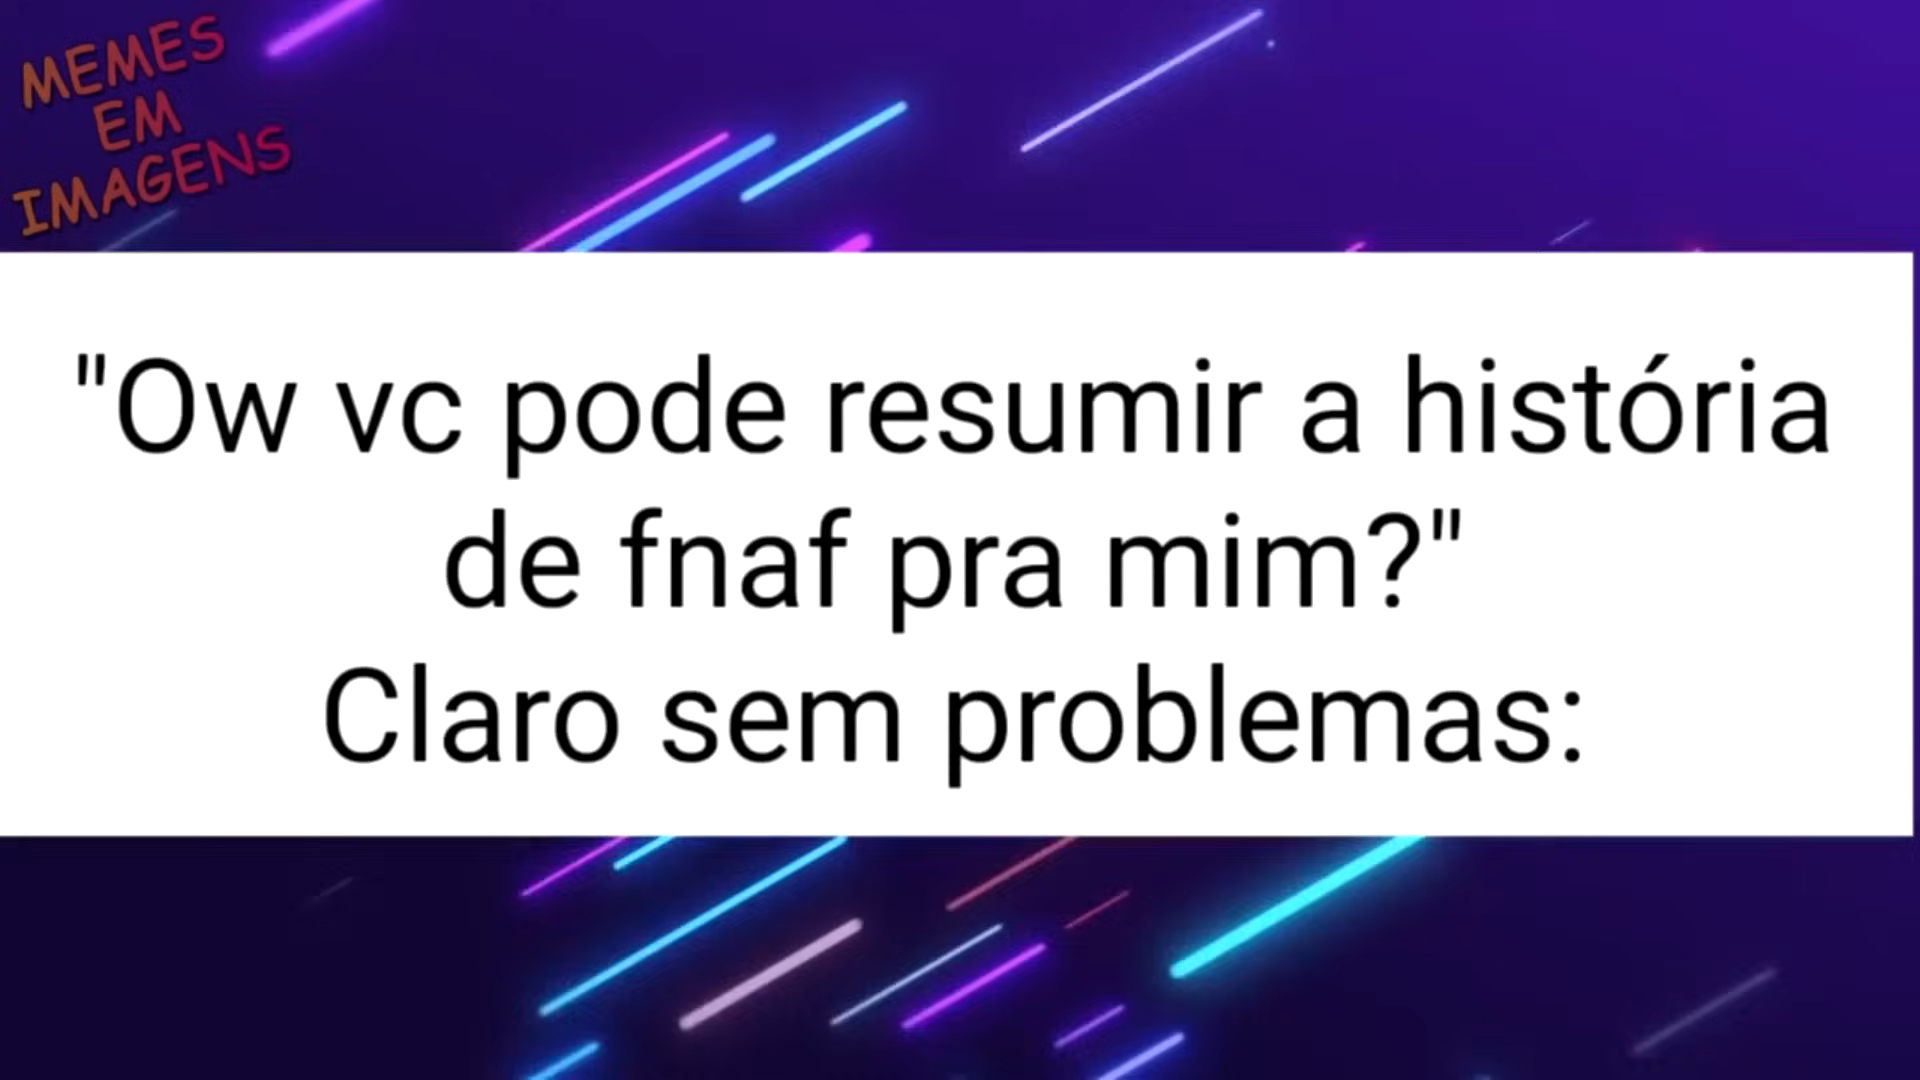 MEMES
EM
IMAGENS
"Ow vc pode resumir a história
de fnaf pra mim?"
Claro sem problemas: